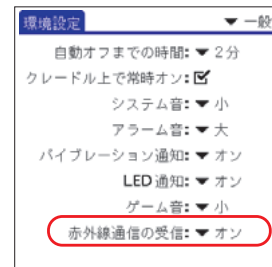 環境設定 ▼ 一般
自動オフまでの時間: ▼ 2分
クレードル上で常時オン: ☑
システム音: ▼ 小
アラーム音: ▼ 大
バイブレーション通知: ▼ オン
LED 通知: ▼ オン
ゲーム音: ▼ 小
赤外線通信の受信: ▼ オン